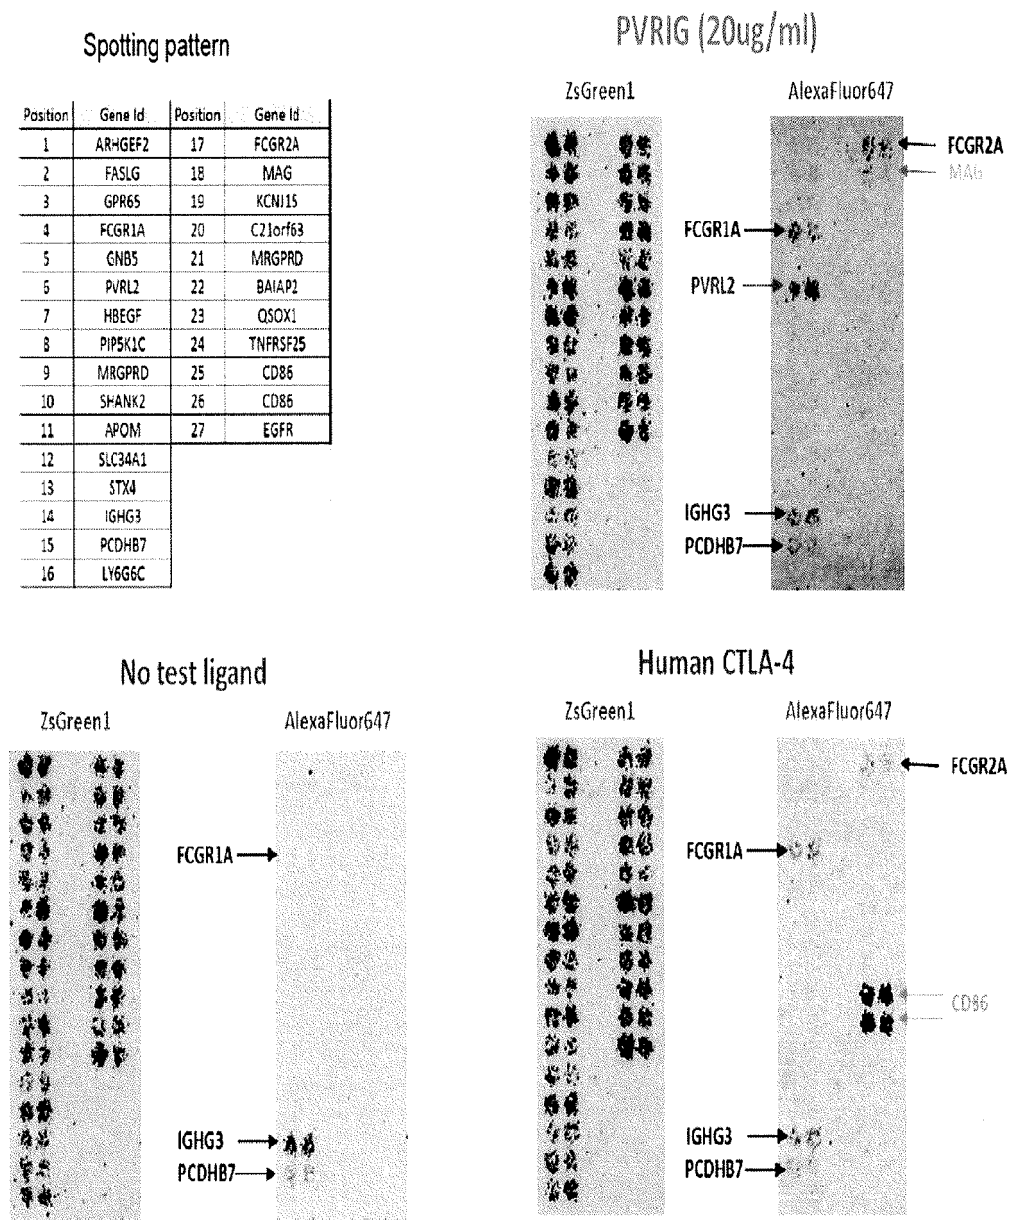 Spotting pattern
Position Gene Id Position Gene Id
1 ARHGEF2 17 FCGR2A
2 FASLG 18 MAG
3 GPR65 19 KCNJ15
4 FCGR1A 20 C21orf63
5 GNB5 21 MRGPRD
6 PVRL2 22 BAIAP2
7 HBEGF 23 QSOX1
8 PIP5K1C 24 TNFRSF25
9 MRGPRD 25 CD86
10 SHANK2 26 CD86
11 APOM 27 EGFR
12 SLC34A1
13 STX4
14 IGHG3
15 PCDHB7
16 LY6G6C
PVRIG (20ug/ml)
ZsGreen1 AlexaFluor647
FCGR2A
MAG
FCGR1A
PVRL2
IGHG3
PCDHB7
No test ligand
ZsGreen1 AlexaFluor647
FCGR1A
IGHG3
PCDHB7
Human CTLA-4
ZsGreen1 AlexaFluor647
FCGR2A
FCGR1A
CD86
IGHG3
PCDHB7